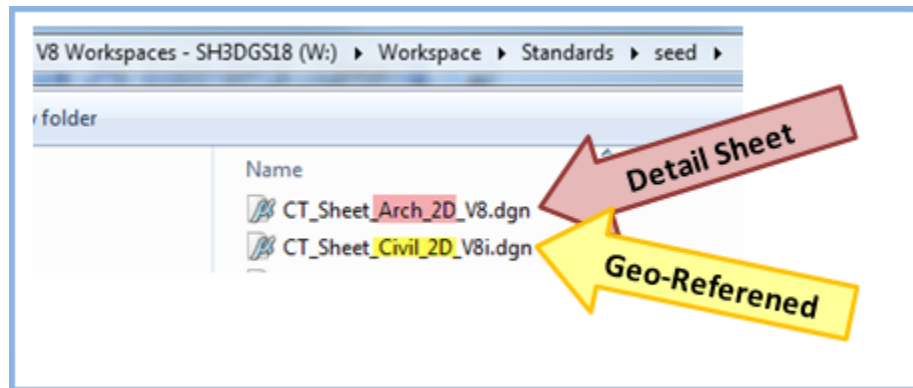 V8 Workspaces - SH3DGS18 (W:) ▸ Workspace ▸ Standards ▸ seed ▸
folder
Name
Detail Sheet
CT_Sheet_Arch_2D_V8.dgn
CT_Sheet_Civil_2D_V8i.dgn
Geo-Referened